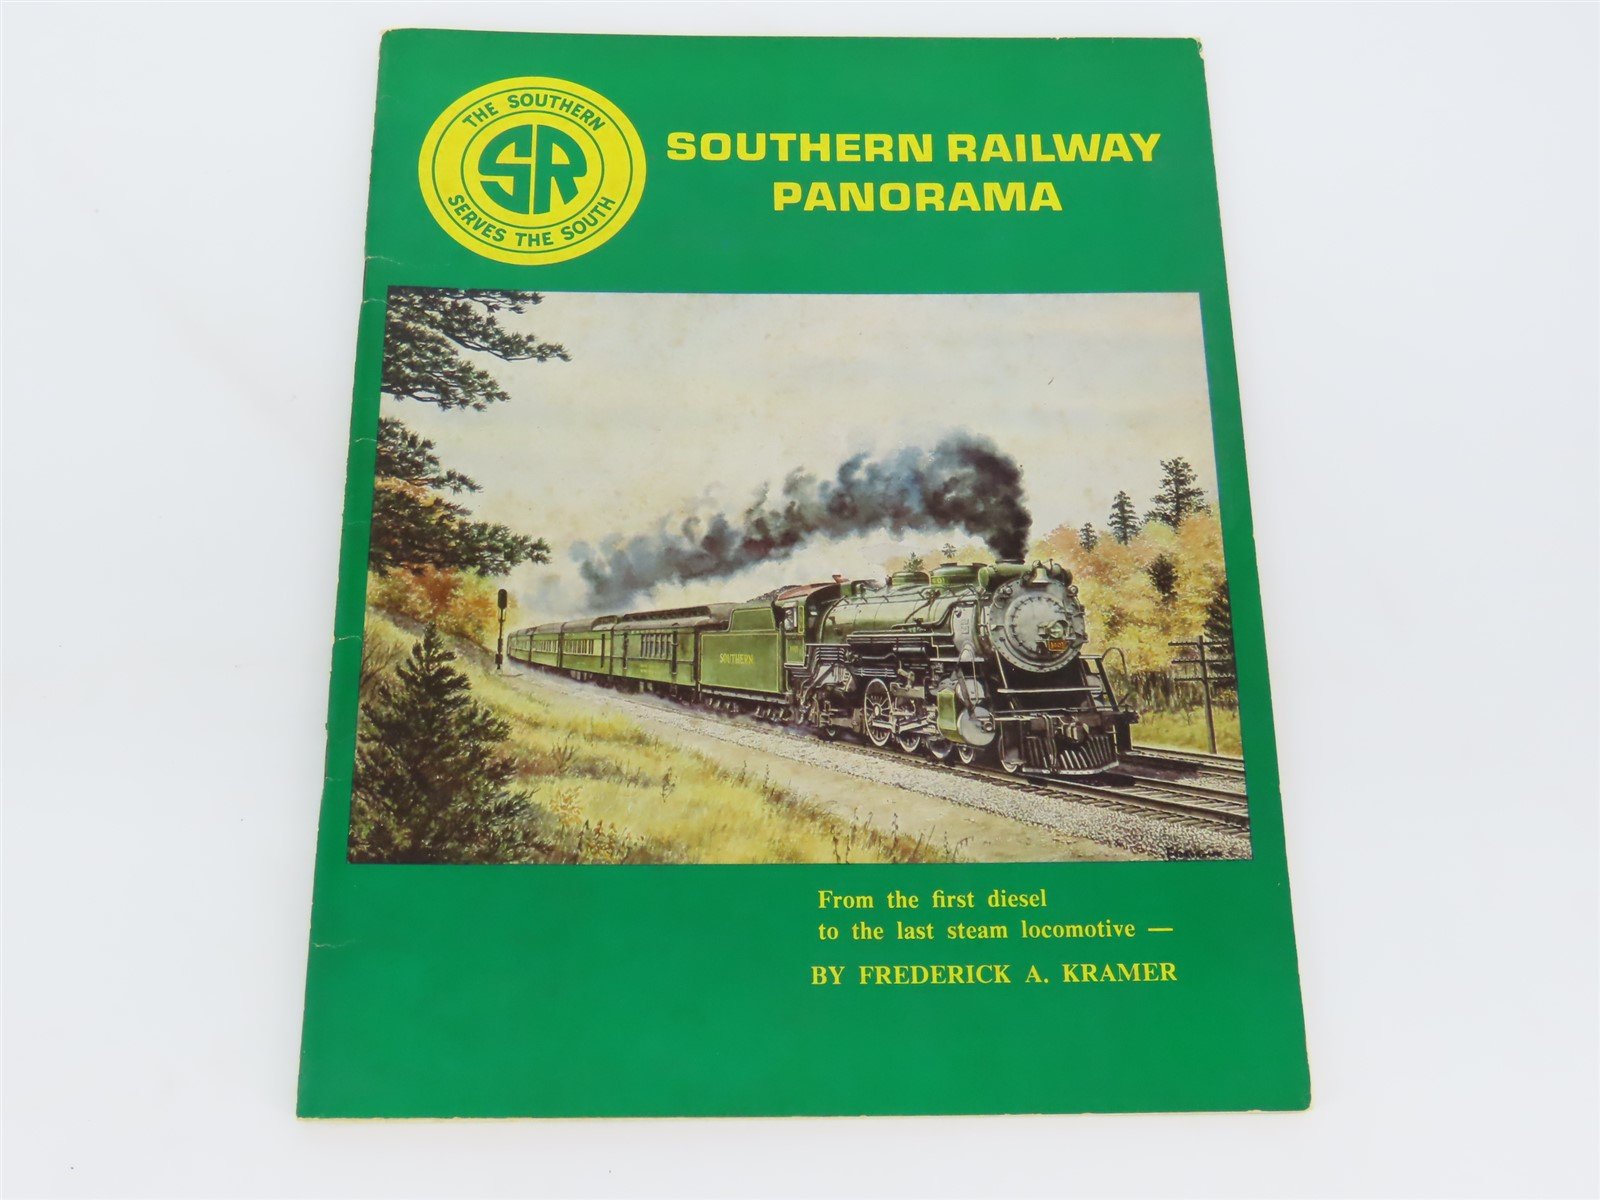 THE SOUTHERN
SR
SERVES THE SOUTH
SOUTHERN RAILWAY
PANORAMA
SOUTHERN
From the first diesel
to the last steam locomotive —
BY FREDERICK A. KRAMER